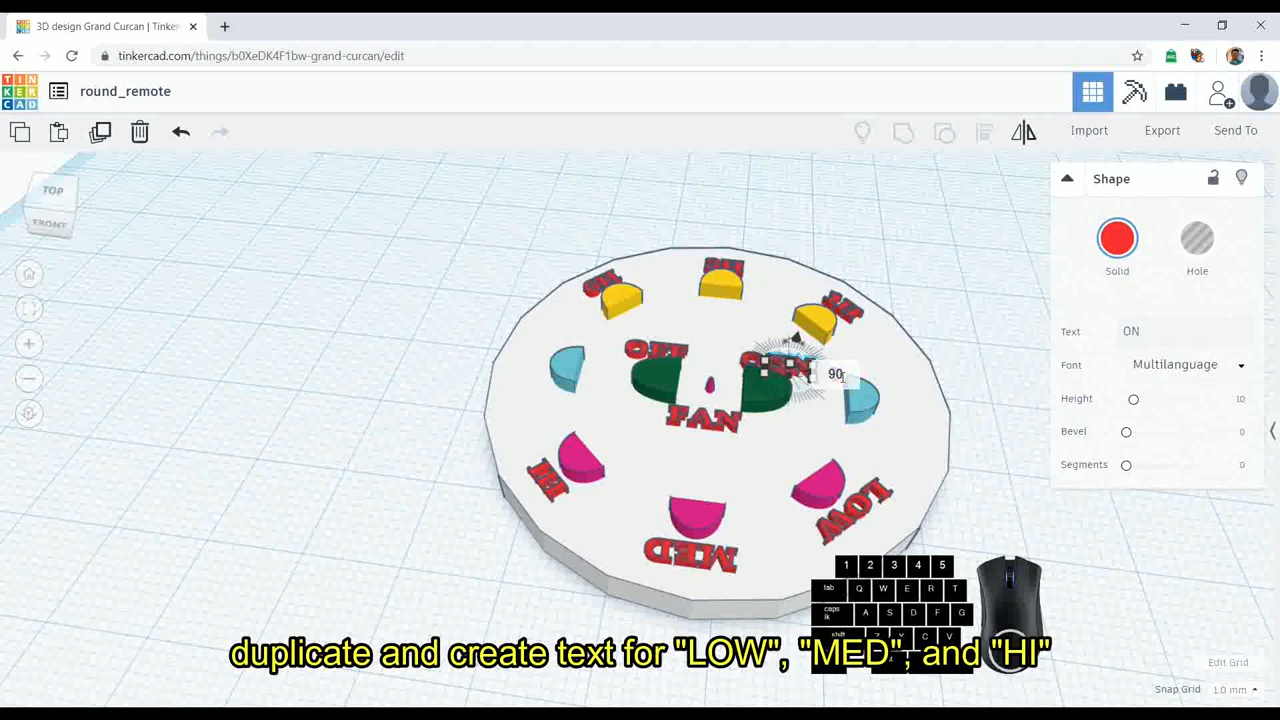 3D design Grand Curcan | Tinker
tinkercad.com/things/b0XeDK4F1bw-grand-curcan/edit
TIN
KER
CAD
round_remote
Import
Export
Send To
TOP
FRONT
Shape
Solid
Hole
Text
ON
Font
Multilanguage
Height
10
Bevel
0
Segments
0
HI
90
FAN
HI
LOW
MED
1 2 3 4 5
tab Q W E R T
caps lk A S D F G
shift Z X C V
duplicate and create text for "LOW", "MED", and "HI"
Edit Grid
Snap Grid
1.0 mm